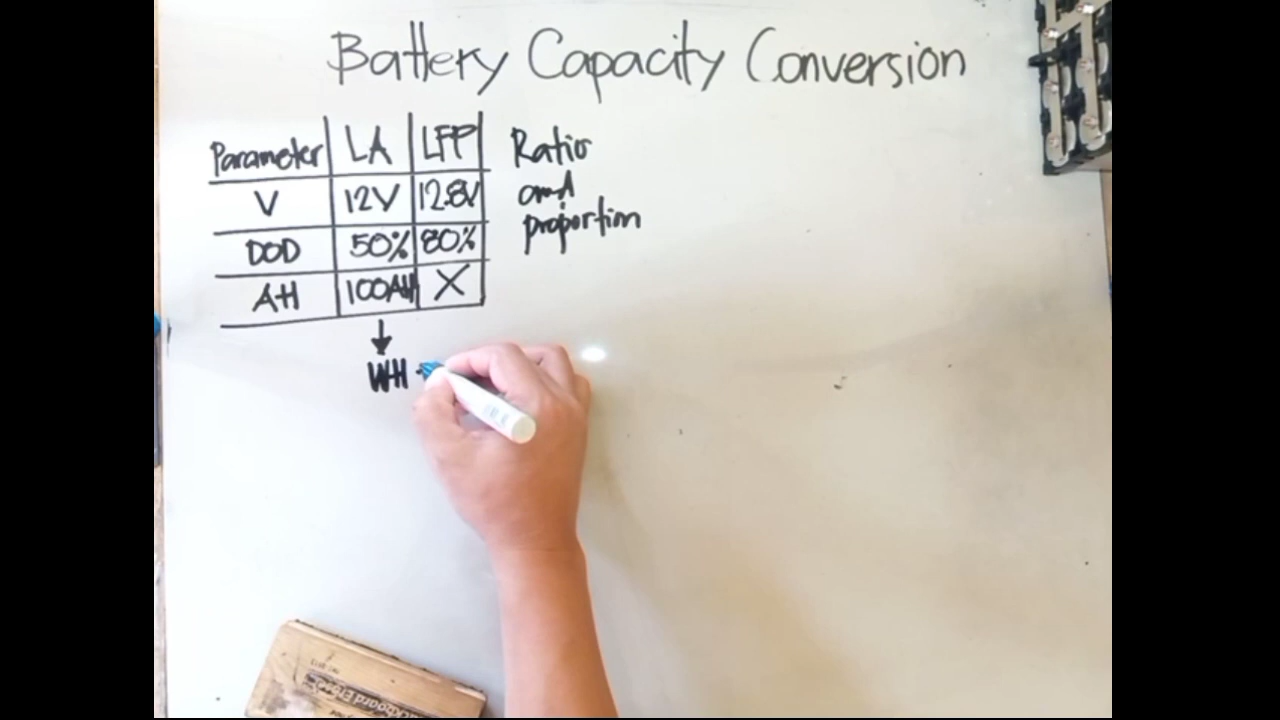 Battery Capacity Conversion
Parameter LA LFP
V 12V 12.8V
DOD 50% 80%
AH 100AH X
Ratio
and
proportion
WH